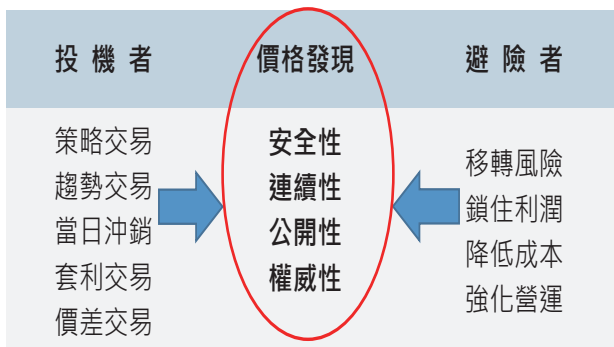 投機者 價格發現 避險者
策略交易
趨勢交易
當日沖銷
套利交易
價差交易
安全性
連續性
公開性
權威性
移轉風險
鎖住利潤
降低成本
強化營運